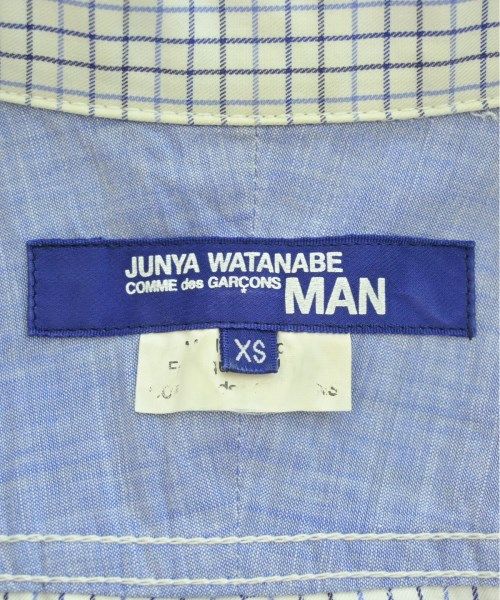 JUNYA WATANABE
COMME des GARÇONS MAN
XS